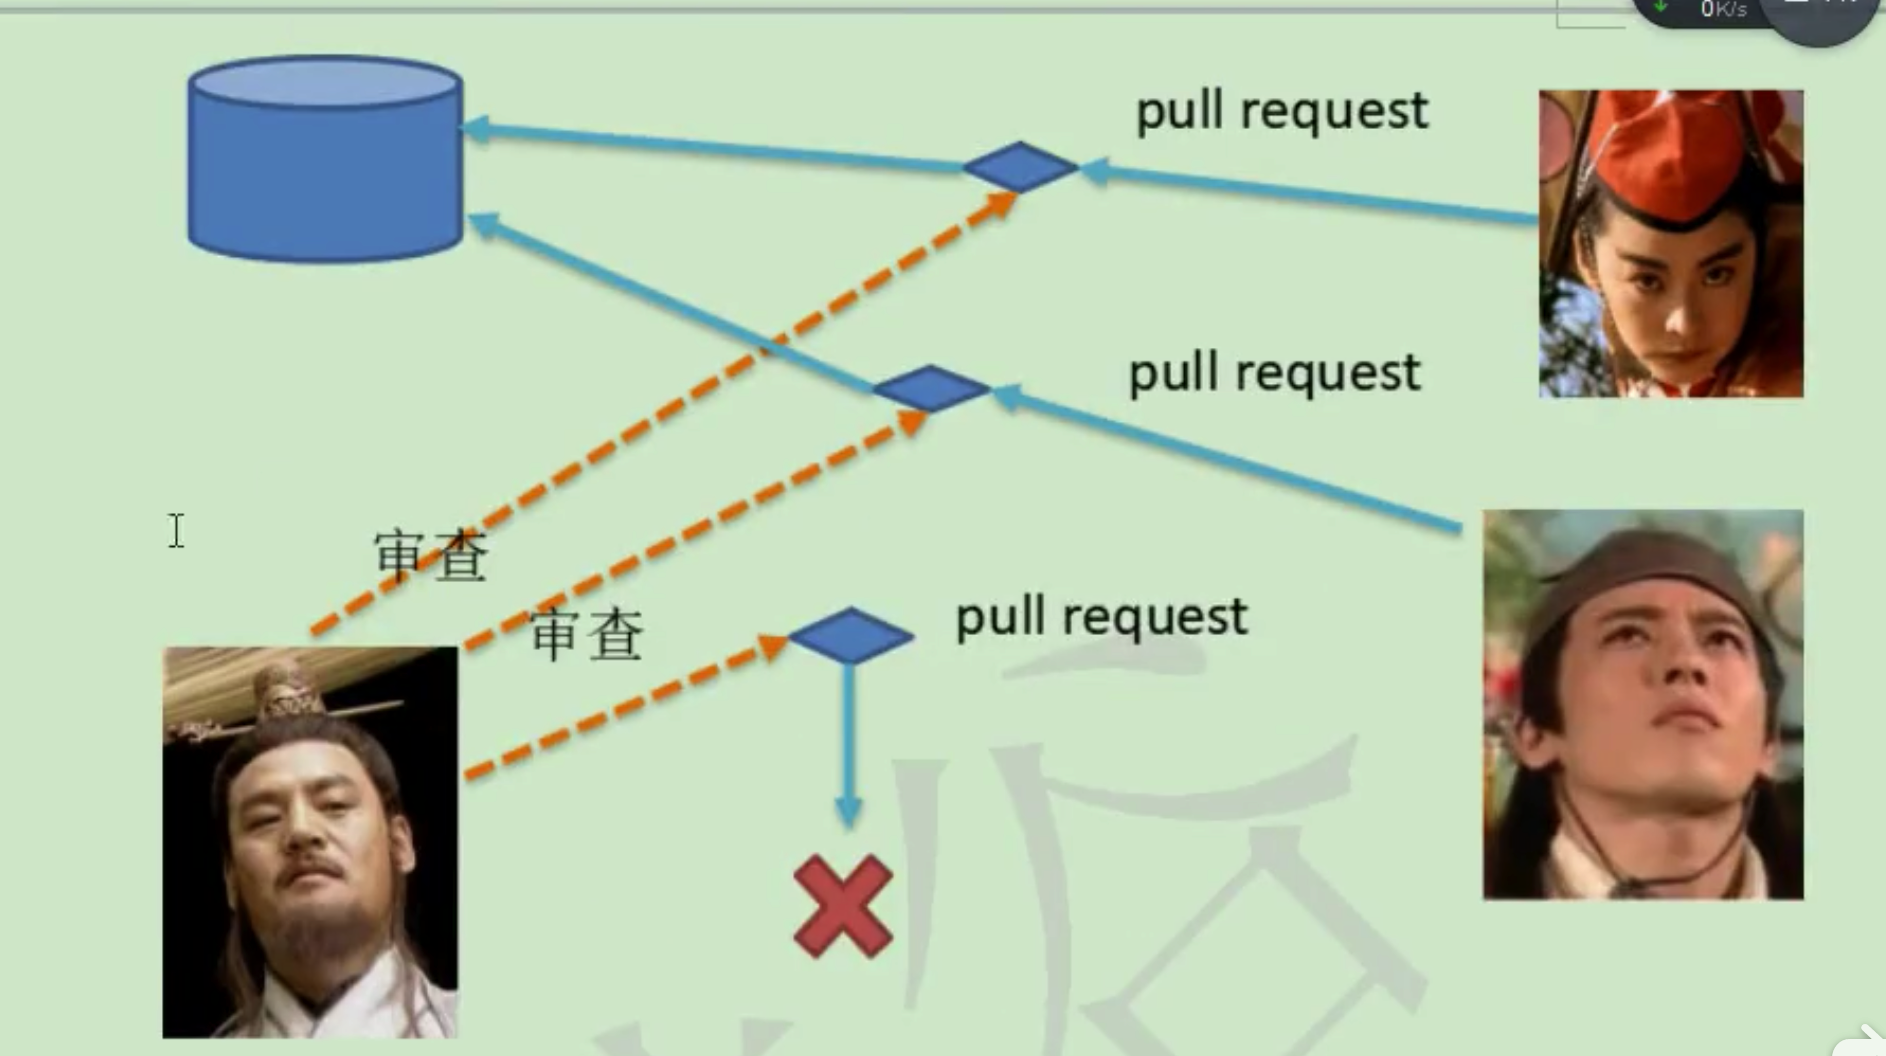 0K/s
pull request
pull request
审查
审查
pull request